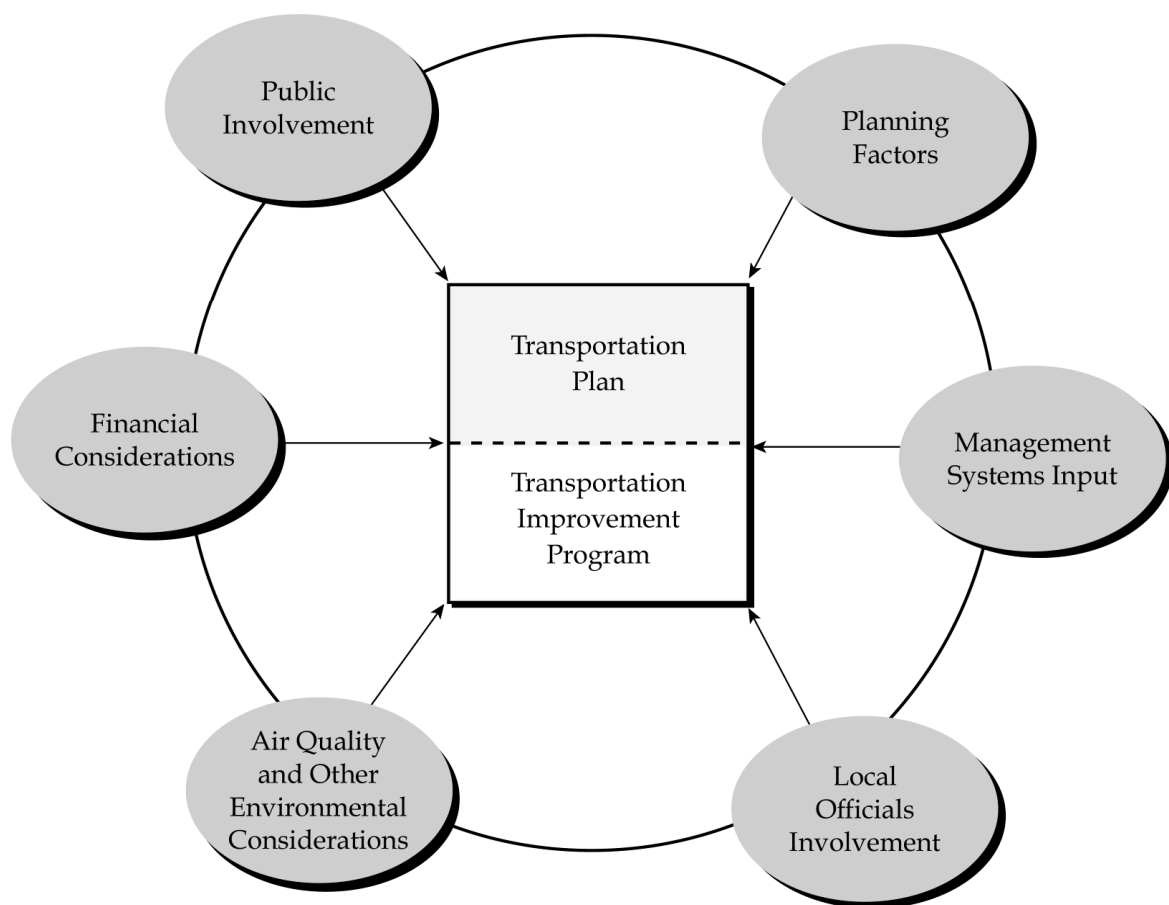 Public
Involvement
Planning
Factors
Transportation
Plan
Financial
Considerations
Management
Systems Input
Transportation
Improvement
Program
Air Quality
and Other
Environmental
Considerations
Local
Officials
Involvement